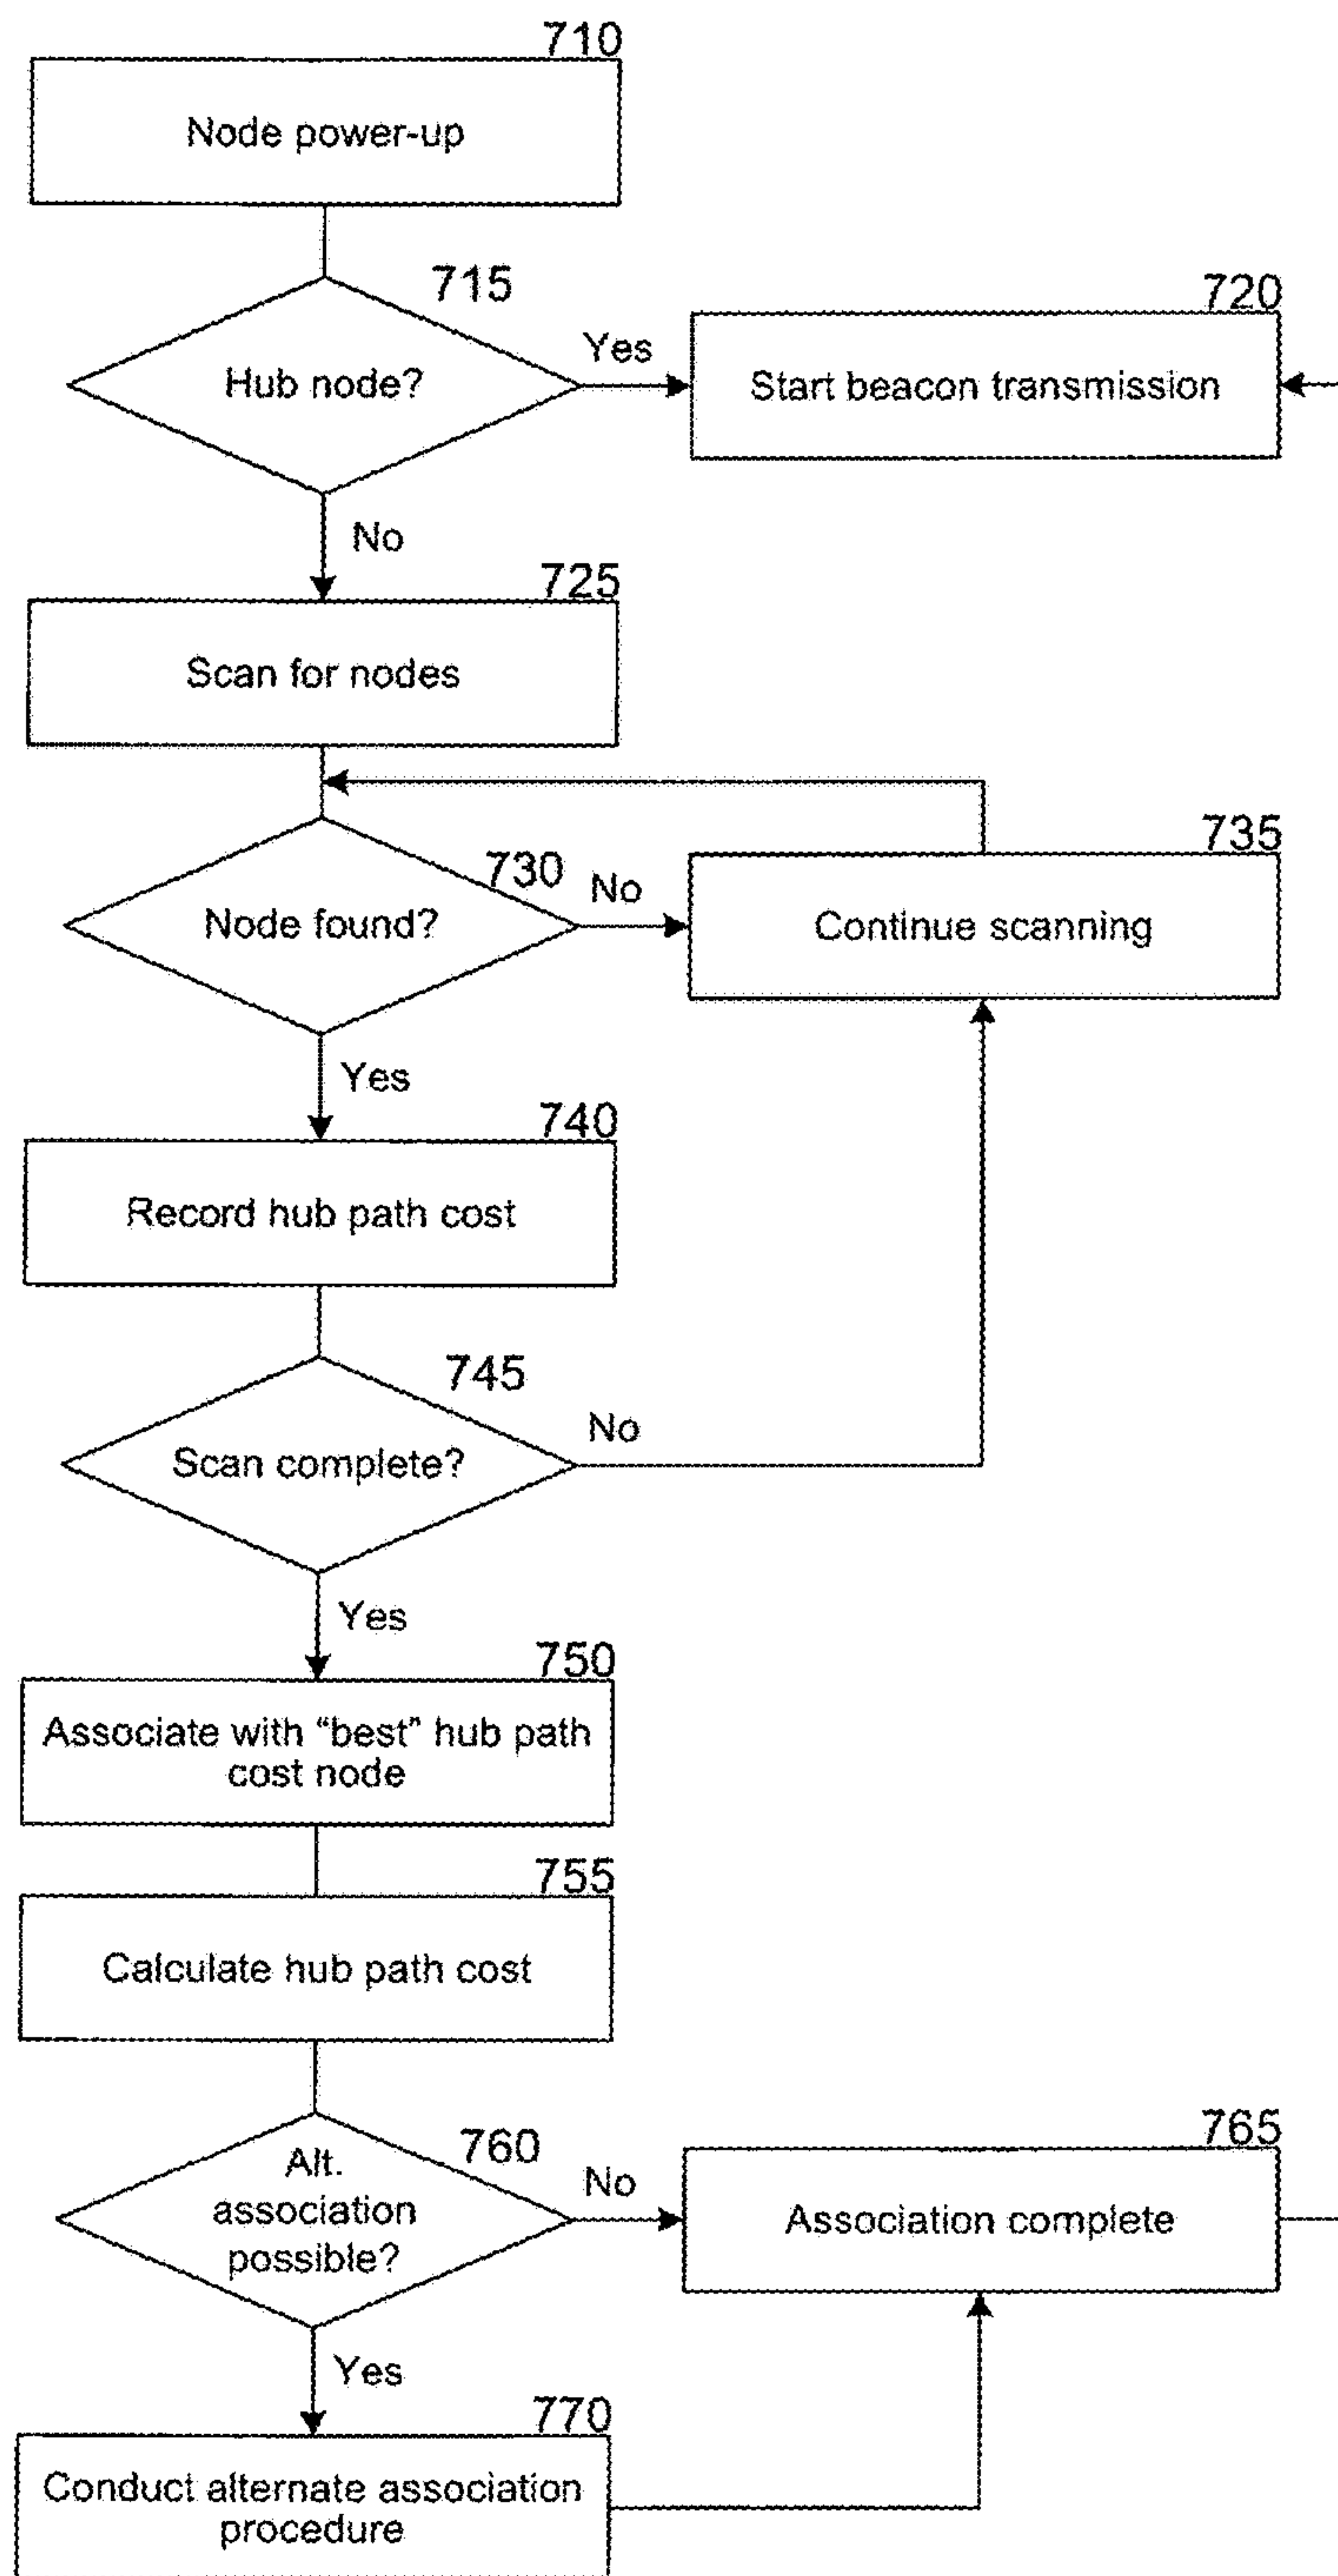 710
Node power-up
715
Hub node?
Yes
720
Start beacon transmission
No
725
Scan for nodes
730
Node found?
No
735
Continue scanning
Yes
740
Record hub path cost
745
Scan complete?
No
Yes
750
Associate with “best” hub path
cost node
755
Calculate hub path cost
760
Alt.
association
possible?
No
765
Association complete
Yes
770
Conduct alternate association
procedure